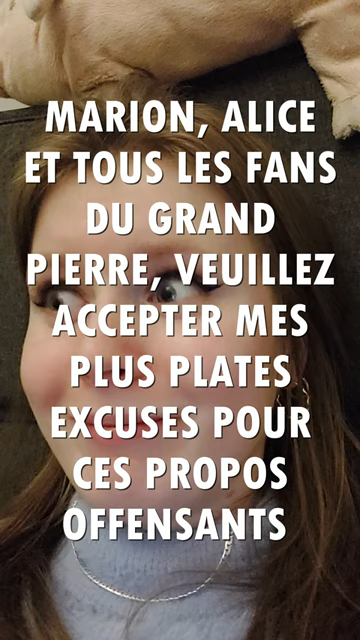 MARION, ALICE
ET TOUS LES FANS
DU GRAND
PIERRE, VEUILLEZ
ACCEPTER MES
PLUS PLATES
EXCUSES POUR
CES PROPOS
OFFENSANTS